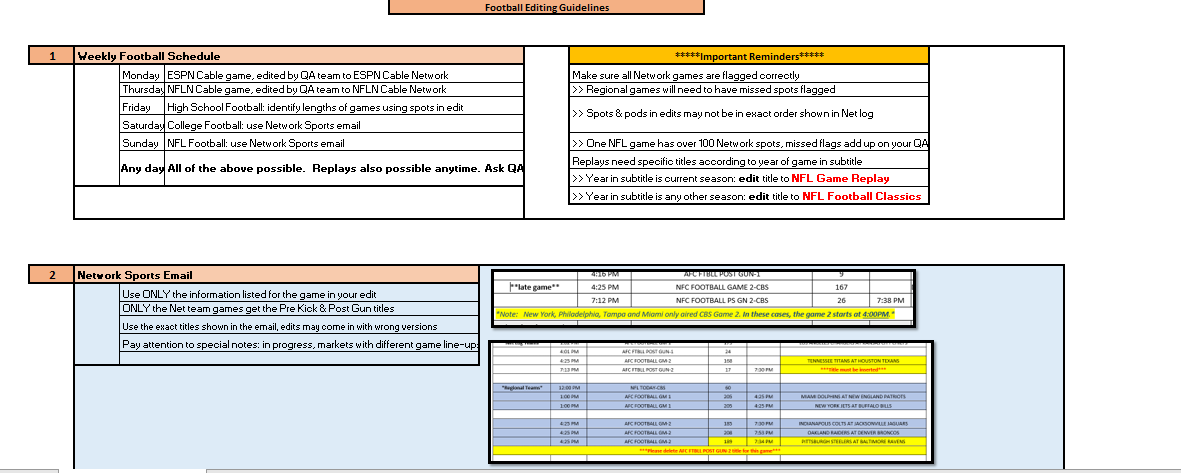 Football Editing Guidelines
1 Weekly Football Schedule
Monday ESPN Cable game, edited by QA team to ESPN Cable Network
Thursday NFLN Cable game, edited by QA team to NFLN Cable Network
Friday High School Football: identify lengths of games using spots in edit
Saturday College Football: use Network Sports email
Sunday NFL Football: use Network Sports email
Any day All of the above possible. Replays also possible anytime. Ask QA
*****Important Reminders*****
Make sure all Network games are flagged correctly
>> Regional games will need to have missed spots flagged
>> Spots & pods in edits may not be in exact order shown in Net log
>> One NFL game has over 100 Network spots, missed flags add up on your QA
Replays need specific titles according to year of game in subtitle
>> Year in subtitle is current season: edit title to NFL Game Replay
>> Year in subtitle is any other season: edit title to NFL Football Classics
2 Network Sports Email
Use ONLY the information listed for the game in your edit
ONLY the Net team games get the Pre Kick & Post Gun titles
Use the exact titles shown in the email, edits may come in with wrong versions
Pay attention to special notes: in progress, markets with different game line-ups
4:16 PM AFC FTBLL POST GUN-1 9
**late game** 4:25 PM NFC FOOTBALL GAME 2-CBS 167
7:12 PM NFC FOOTBALL PS GN 2-CBS 26 7:38 PM
*Note: New York, Philadelphia, Tampa and Miami only aired CBS Game 2. In these cases, the game 2 starts at 4:00PM.*
4:01 PM AFC FTBLL POST GUN-1 24
4:25 PM AFC FOOTBALL GM-2 168 TENNESSEE TITANS AT HOUSTON TEXANS
7:13 PM AFC FTBLL POST GUN-2 17 7:30 PM ***Title must be inserted***
*Regional Teams* 12:00 PM NFL TODAY-CBS 60
1:00 PM AFC FOOTBALL GM 1 203 4:23 PM MIAMI DOLPHINS AT NEW ENGLAND PATRIOTS
1:00 PM AFC FOOTBALL GM 1 205 4:25 PM NEW YORK JETS AT BUFFALO BILLS
4:25 PM AFC FOOTBALL GM-2 185 7:30 PM INDIANAPOLIS COLTS AT JACKSONVILLE JAGUARS
4:25 PM AFC FOOTBALL GM-2 208 7:53 PM OAKLAND RAIDERS AT DENVER BRONCOS
4:25 PM AFC FOOTBALL GM-2 189 7:34 PM PITTSBURGH STEELERS AT BALTIMORE RAVENS
***Please delete AFC FTBLL POST GUN-2 title for this game***